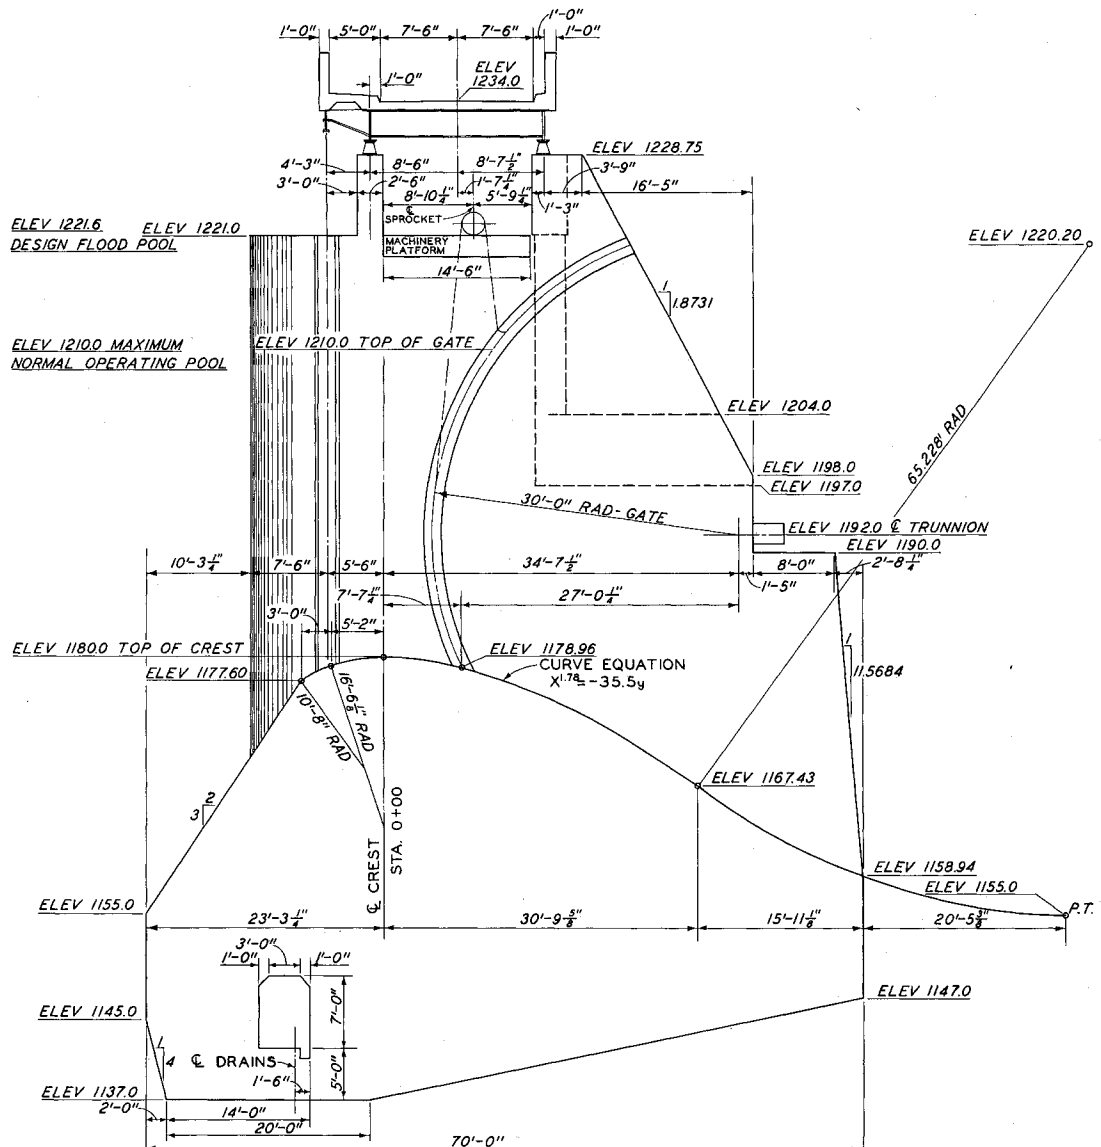 1'-0"
1'-0" 5'-0" 7'-6" 7'-6" 1'-0"
ELEV
1234.0
1'-0"
ELEV 1228.75
4'-3" 8'-6" 8'-7 1/2" 3'-9"
3'-0" 2'-6" 1'-7 1/4" 16'-5"
8'-10 1/4" 5'-9 1/4" 1'-3"
℄
SPROCKET
ELEV 1221.6
DESIGN FLOOD POOL
ELEV 1221.0
MACHINERY
PLATFORM
14'-6"
ELEV 1220.20
1
1.8731
ELEV 1210.0 MAXIMUM
NORMAL OPERATING POOL
ELEV 1210.0 TOP OF GATE
ELEV 1204.0
65.228' RAD
ELEV 1198.0
ELEV 1197.0
30'-0" RAD-GATE
ELEV 1192.0 ℄ TRUNNION
ELEV 1190.0
10'-3 1/4" 7'-6" 5'-6" 34'-7 1/2" 8'-0" 2'-8 1/4"
1'-5"
7'-7 1/4" 27'-0 1/4"
3'-0" 5'-2"
ELEV 1180.0 TOP OF CREST
ELEV 1178.96
ELEV 1177.60
CURVE EQUATION
X^1.78 = -35.5y
16'-6 1/8" RAD
10'-8" RAD
1
11.5684
ELEV 1167.43
2
3
℄ CREST
STA. 0+00
ELEV 1158.94
ELEV 1155.0
ELEV 1155.0
P.T.
23'-3 1/4" 30'-9 5/8" 15'-11 1/8" 20'-5 3/8"
3'-0"
1'-0" 1'-0"
7'-0"
ELEV 1147.0
ELEV 1145.0
1
4
℄ DRAINS
1'-6"
5'-0"
ELEV 1137.0
2'-0" 14'-0"
20'-0"
70'-0"